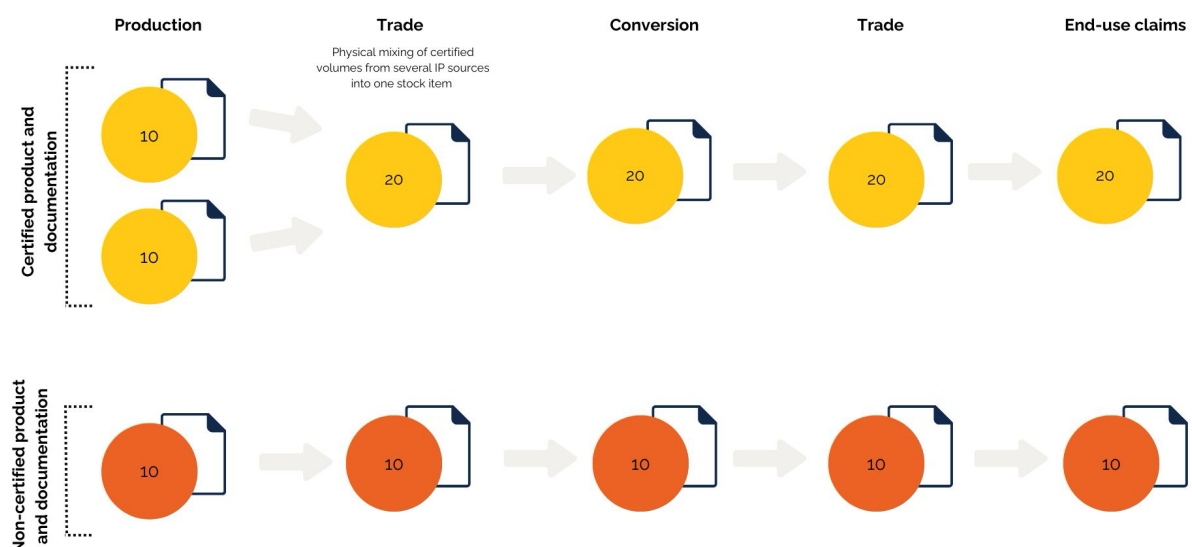 Production
Trade
Conversion
Trade
End-use claims
Physical mixing of certified
volumes from several IP sources
into one stock item
Certified product and
documentation
10
10
20
20
20
20
Non-certified product
and documentation
10
10
10
10
10